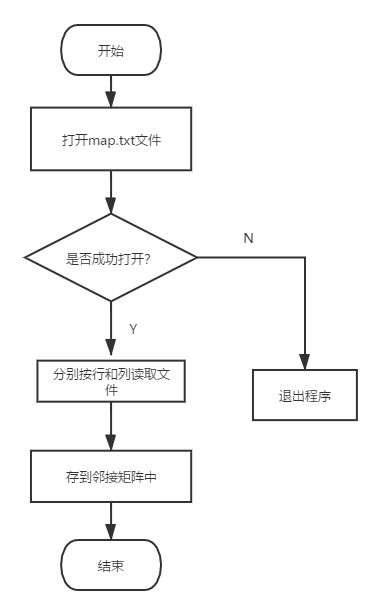 开始
打开map.txt文件
是否成功打开?
N
Y
分别按行和列读取文
件
退出程序
存到邻接矩阵中
结束